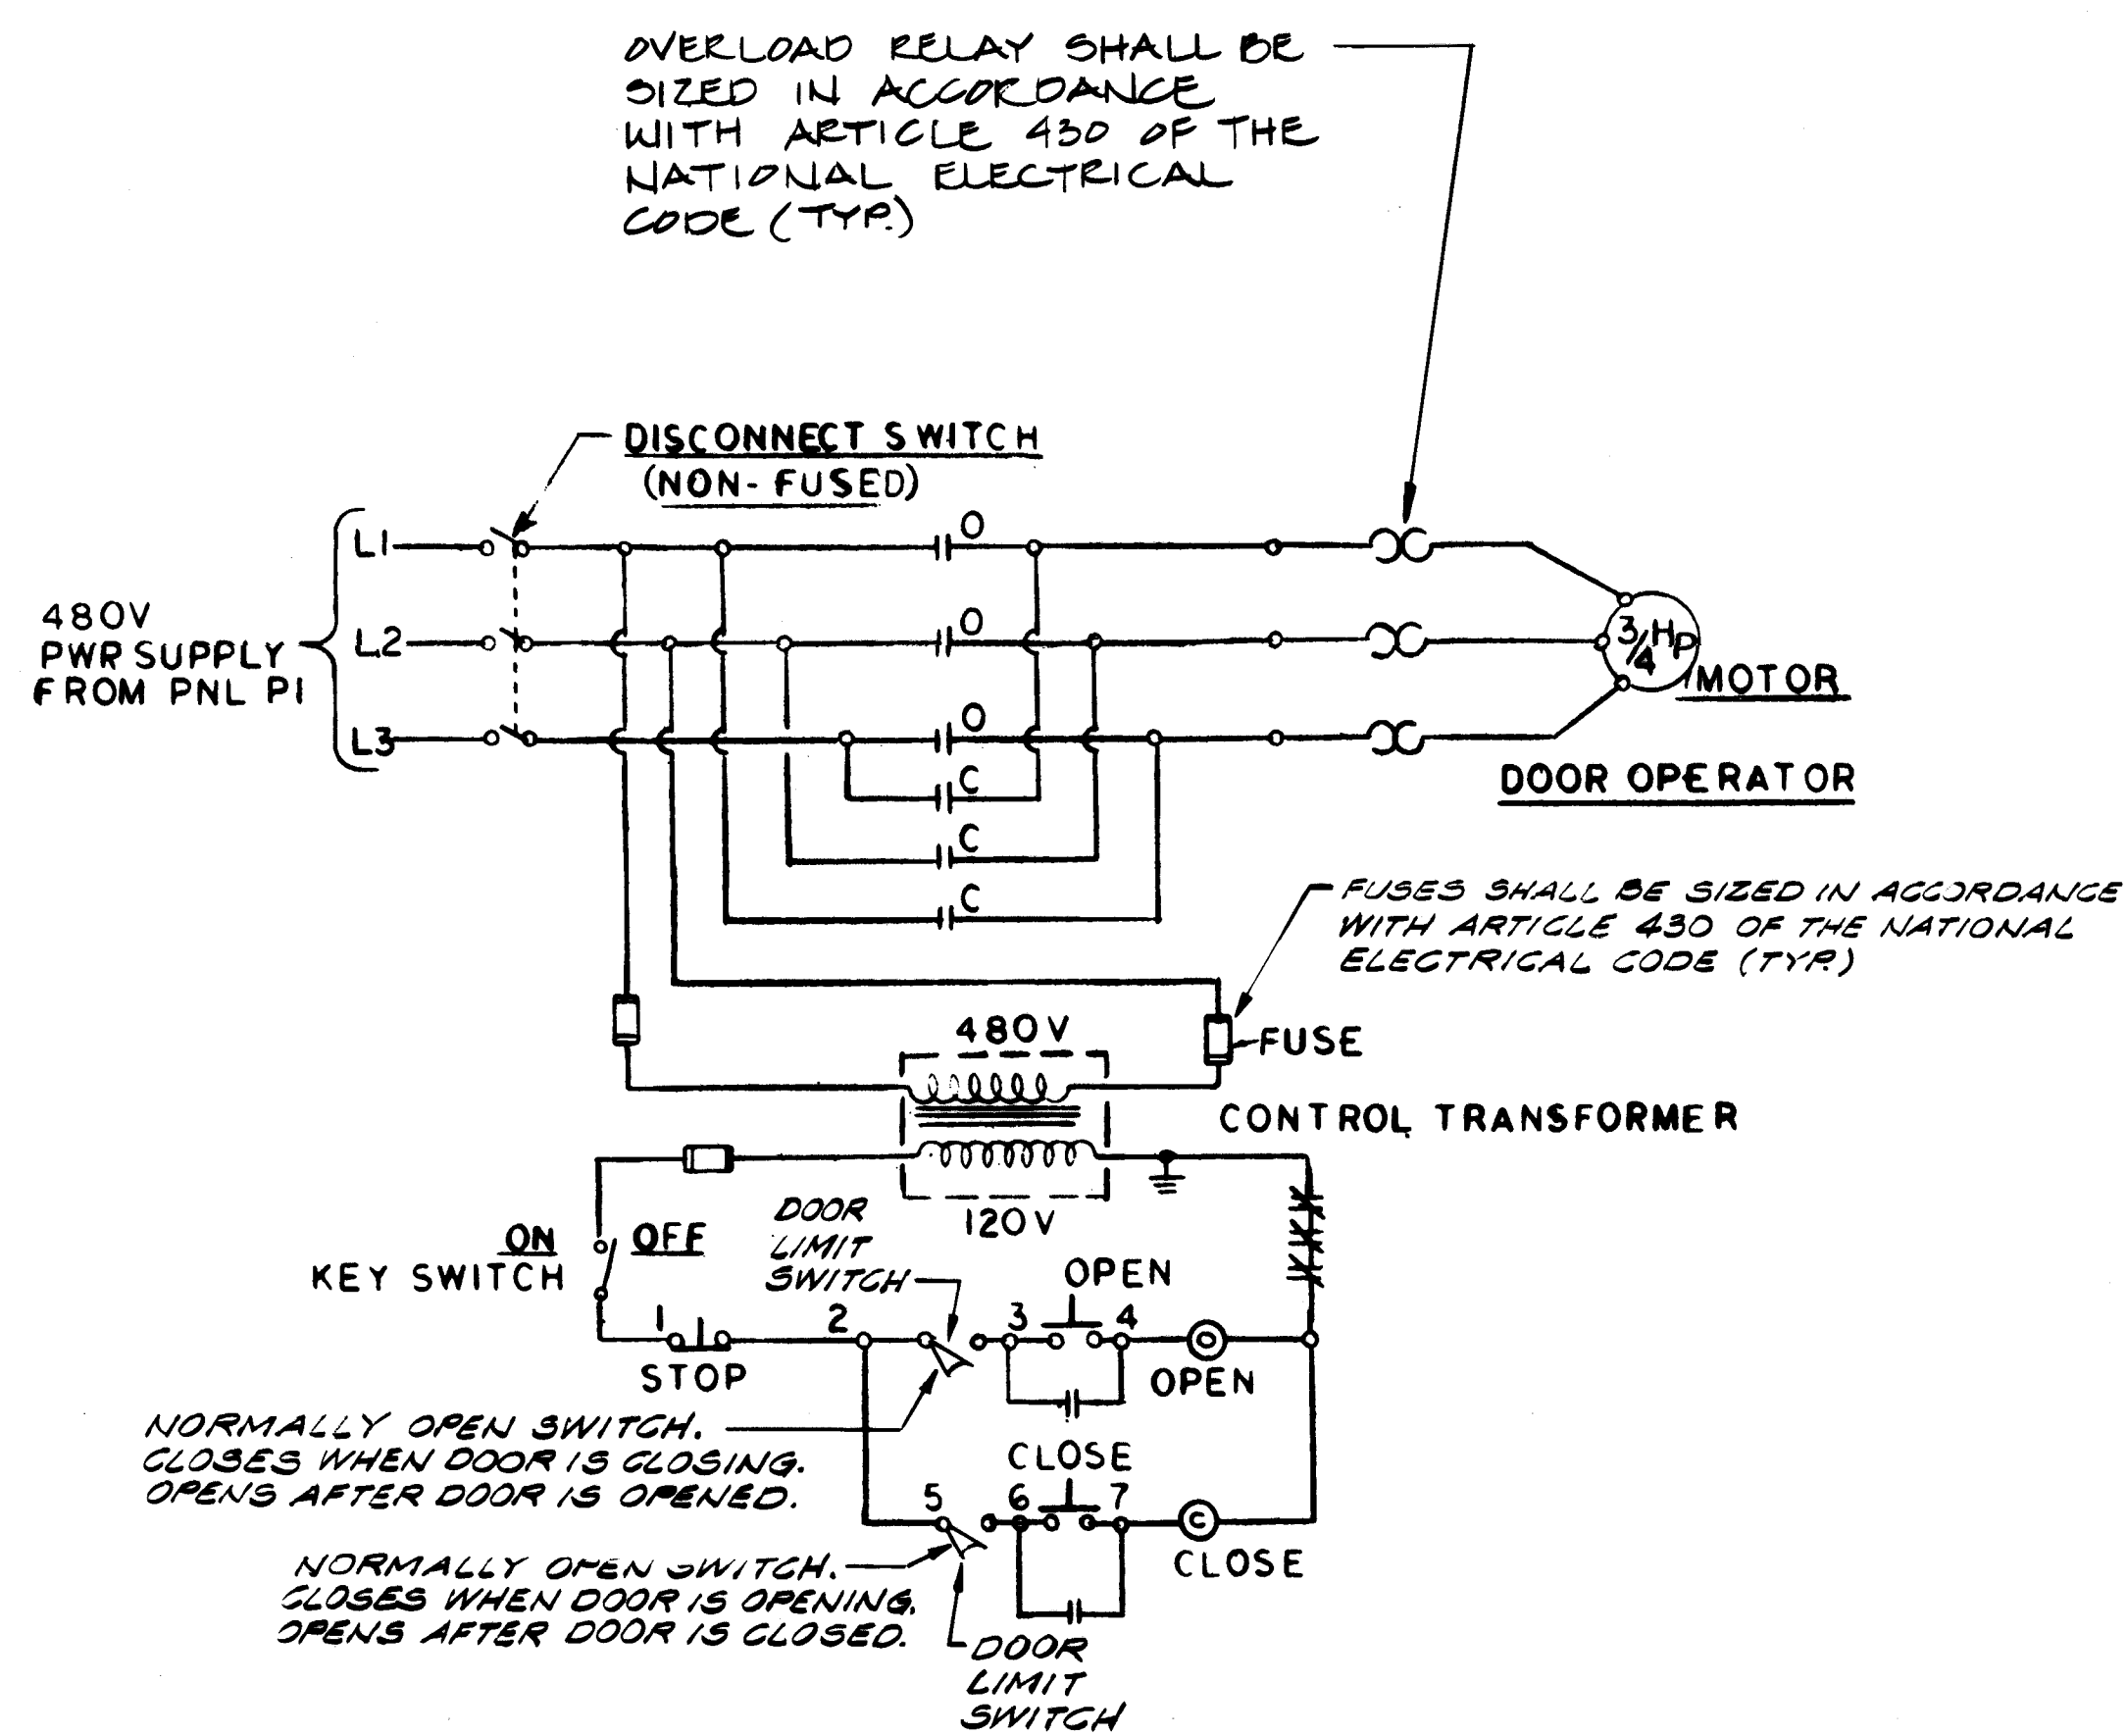 OVERLOAD RELAY SHALL BE
SIZED IN ACCORDANCE
WITH ARTICLE 430 OF THE
NATIONAL ELECTRICAL
CODE (TYP.)
DISCONNECT SWITCH
(NON-FUSED)
L1
O
480V
PWR SUPPLY
FROM PNL P1
L2
O
3/4 HP
MOTOR
L3
O
C
DOOR OPERATOR
C
C
FUSES SHALL BE SIZED IN ACCORDANCE
WITH ARTICLE 430 OF THE NATIONAL
ELECTRICAL CODE (TYP.)
480V
FUSE
CONTROL TRANSFORMER
120V
DOOR
LIMIT
SWITCH
ON OFF
KEY SWITCH
OPEN
1 2 3 4
O
STOP
OPEN
NORMALLY OPEN SWITCH.
CLOSES WHEN DOOR IS CLOSING.
OPENS AFTER DOOR IS OPENED.
CLOSE
5 6 7
C
CLOSE
NORMALLY OPEN SWITCH.
CLOSES WHEN DOOR IS OPENING.
OPENS AFTER DOOR IS CLOSED.
DOOR
LIMIT
SWITCH